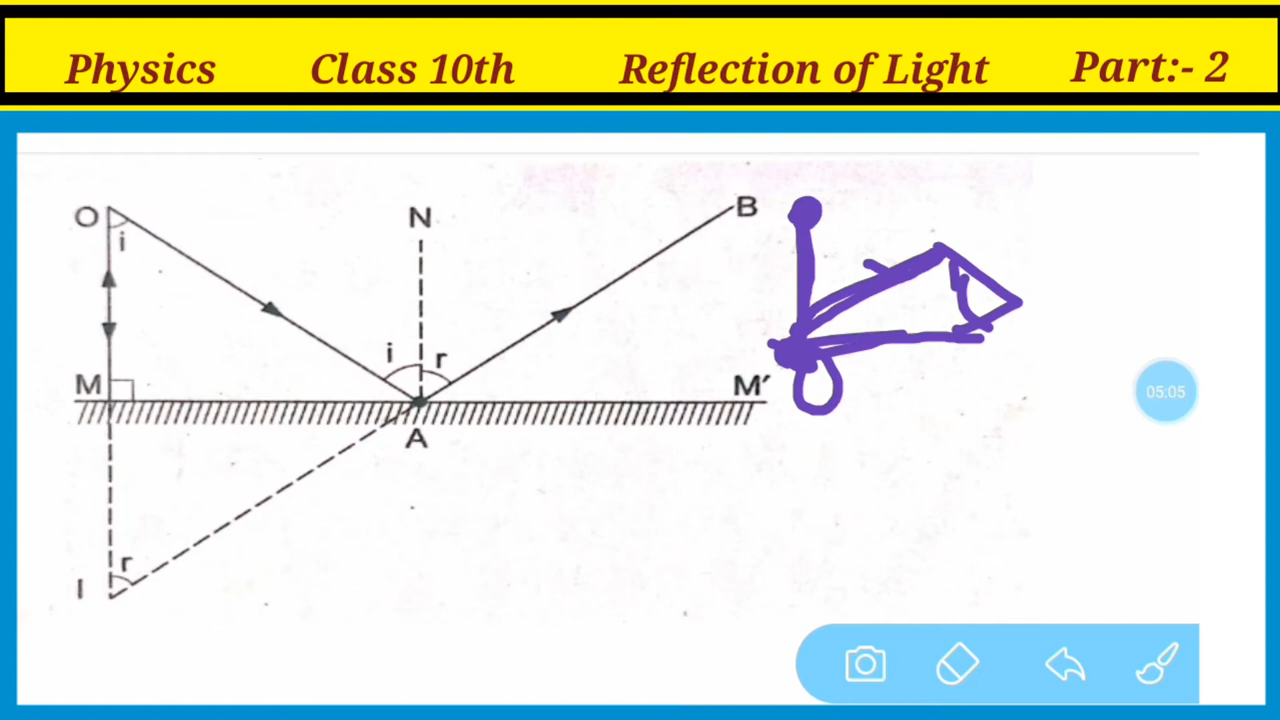 Physics Class 10th Reflection of Light Part:- 2
O N B
i
i r
M M′
A
r
I
05:05